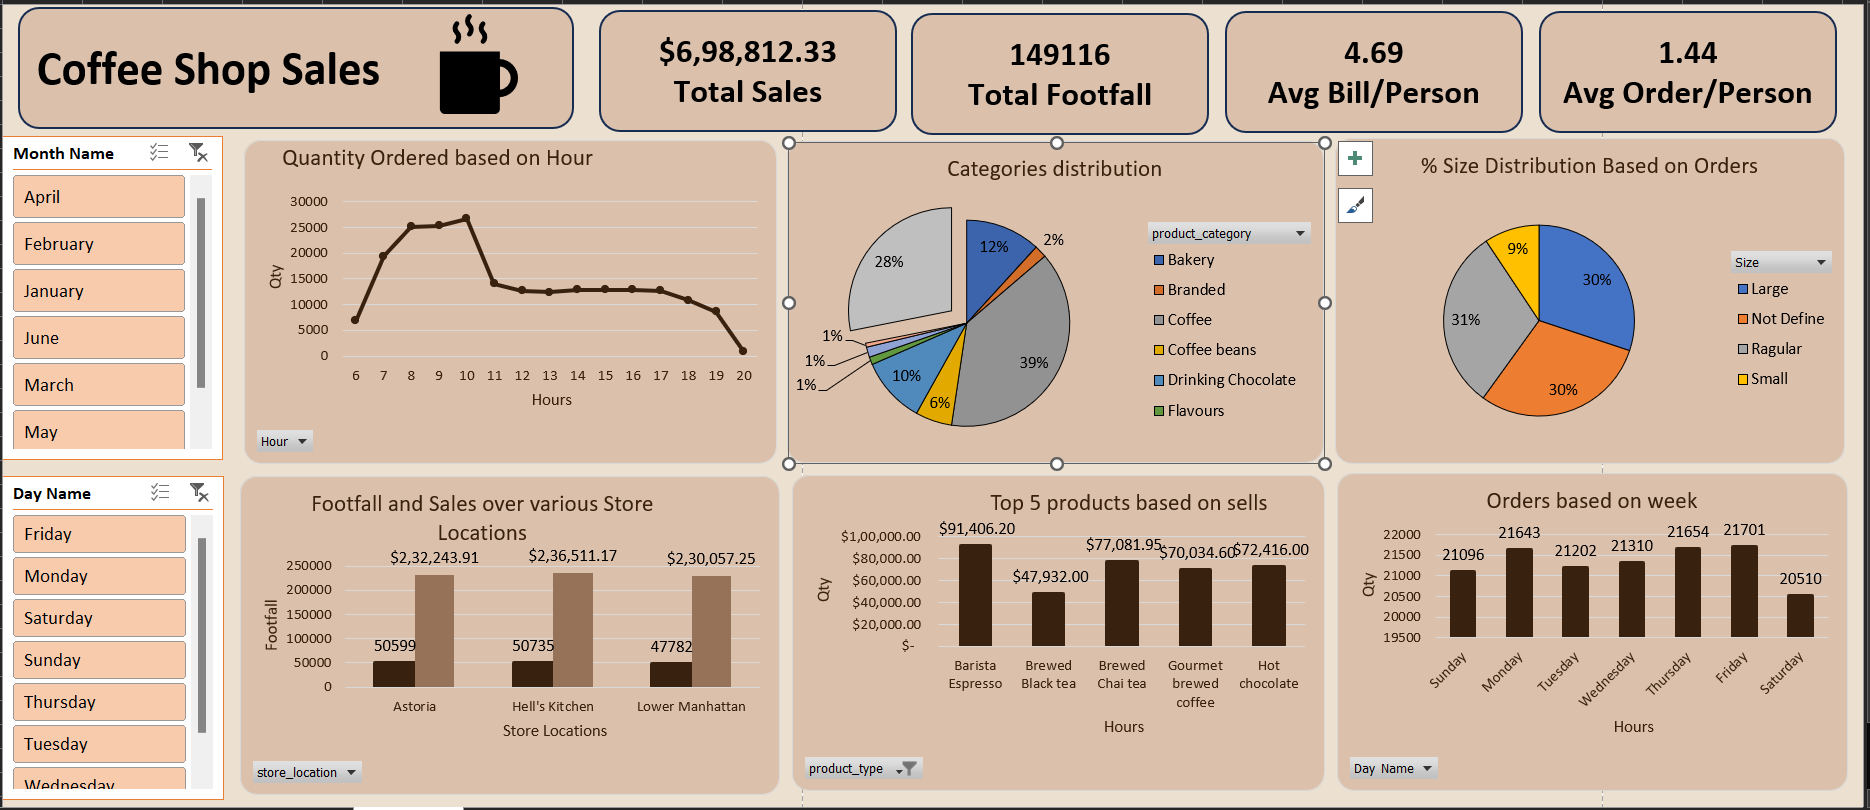 Coffee Shop Sales
$6,98,812.33
Total Sales
149116
Total Footfall
4.69
Avg Bill/Person
1.44
Avg Order/Person
Month Name
April
February
January
June
March
May
Quantity Ordered based on Hour
30000
25000
20000
15000
10000
5000
0
Qty
6 7 8 9 10 11 12 13 14 15 16 17 18 19 20
Hours
Hour
Categories distribution
28%
12%
2%
39%
6%
10%
1%
1%
1%
product_category
Bakery
Branded
Coffee
Coffee beans
Drinking Chocolate
Flavours
% Size Distribution Based on Orders
9%
30%
31%
30%
Size
Large
Not Define
Ragular
Small
Day Name
Friday
Monday
Saturday
Sunday
Thursday
Tuesday
Wednesday
Footfall and Sales over various Store
Locations
$2,32,243.91 $2,36,511.17 $2,30,057.25
250000
200000
150000
100000
50000
0
Footfall
50599 50735 47782
Astoria Hell's Kitchen Lower Manhattan
Store Locations
store_location
Top 5 products based on sells
$1,00,000.00
$80,000.00
$60,000.00
$40,000.00
$20,000.00
$-
Qty
$91,406.20
$47,932.00
$77,081.95
$70,034.60
$72,416.00
Barista Espresso
Brewed Black tea
Brewed Chai tea
Gourmet brewed coffee
Hot chocolate
Hours
product_type
Orders based on week
22000
21500
21000
20500
20000
19500
Qty
21096 21643 21202 21310 21654 21701 20510
Sunday Monday Tuesday Wednesday Thursday Friday Saturday
Hours
Day Name